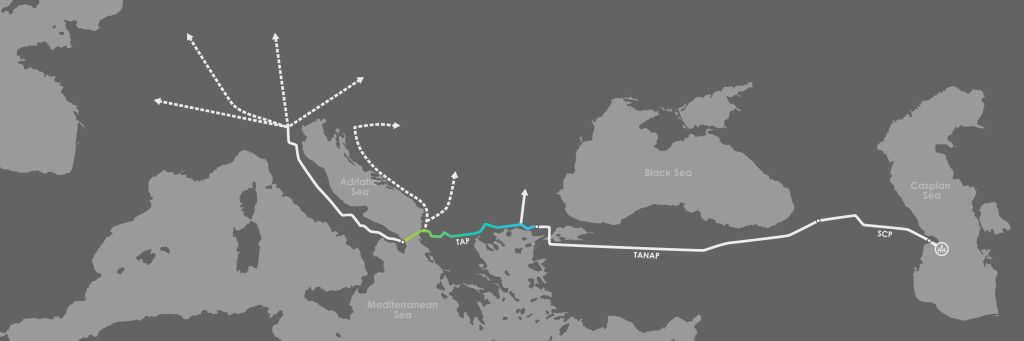 Adriatic
Sea
Black Sea
Caspian
Sea
TAP
TANAP
SCP
Mediterranean
Sea